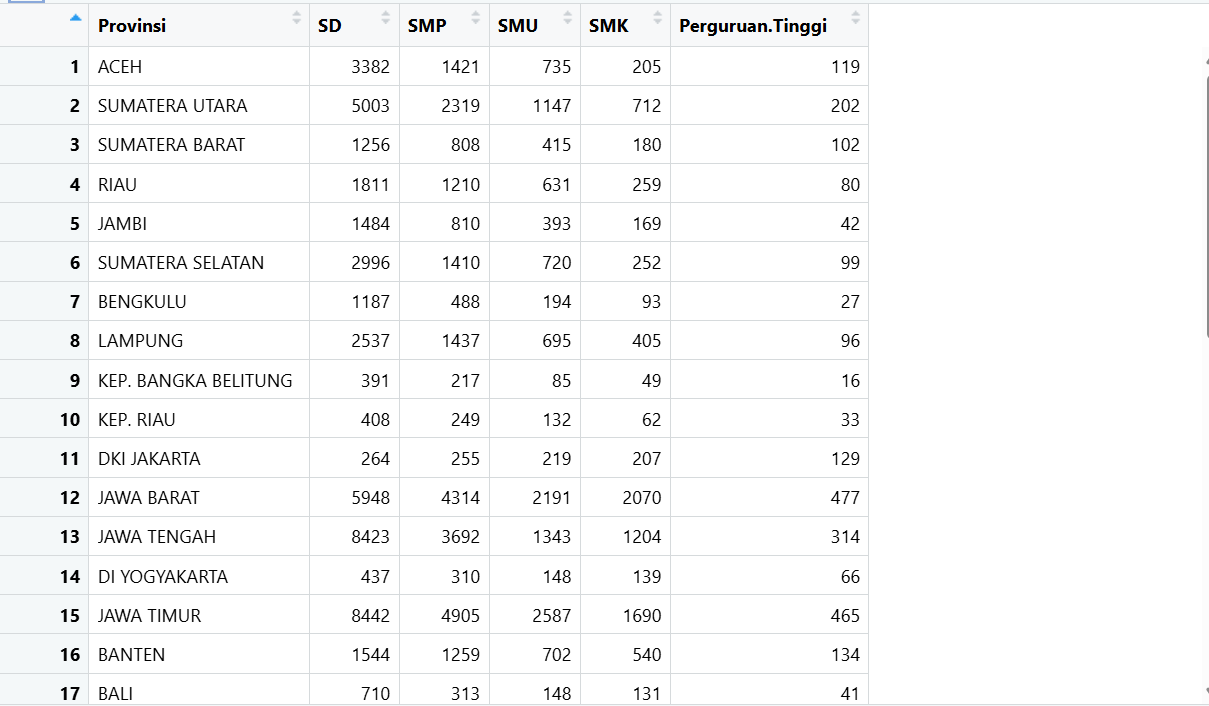 Provinsi SD SMP SMU SMK Perguruan.Tinggi
1 ACEH 3382 1421 735 205 119
2 SUMATERA UTARA 5003 2319 1147 712 202
3 SUMATERA BARAT 1256 808 415 180 102
4 RIAU 1811 1210 631 259 80
5 JAMBI 1484 810 393 169 42
6 SUMATERA SELATAN 2996 1410 720 252 99
7 BENGKULU 1187 488 194 93 27
8 LAMPUNG 2537 1437 695 405 96
9 KEP. BANGKA BELITUNG 391 217 85 49 16
10 KEP. RIAU 408 249 132 62 33
11 DKI JAKARTA 264 255 219 207 129
12 JAWA BARAT 5948 4314 2191 2070 477
13 JAWA TENGAH 8423 3692 1343 1204 314
14 DI YOGYAKARTA 437 310 148 139 66
15 JAWA TIMUR 8442 4905 2587 1690 465
16 BANTEN 1544 1259 702 540 134
17 BALI 710 313 148 131 41